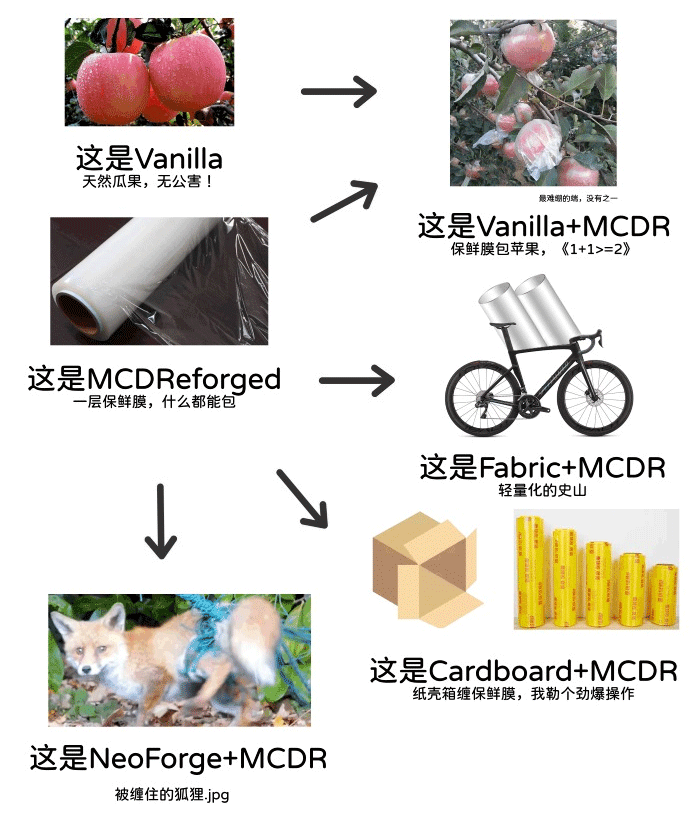 这是Vanilla
天然瓜果，无公害！
最难绷的端，没有之一
这是Vanilla+MCDR
保鲜膜包苹果，《1+1>=2》
这是MCDReforged
一层保鲜膜，什么都能包
这是Fabric+MCDR
轻量化的史山
这是Cardboard+MCDR
纸壳箱缠保鲜膜，我勒个劲爆操作
这是NeoForge+MCDR
被缠住的狐狸.jpg